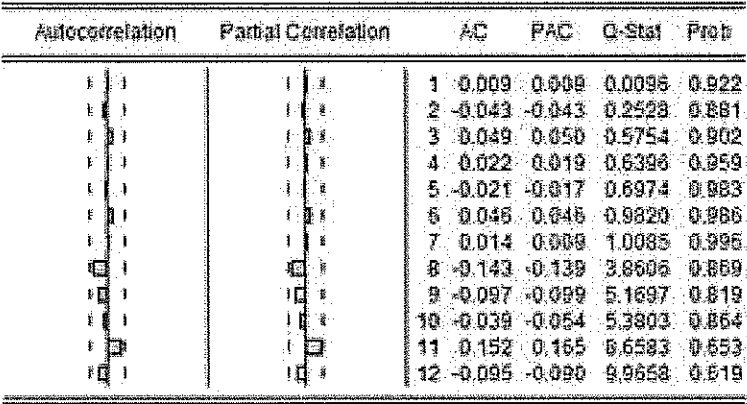 Autocorrelation Partial Correlation AC PAC Q-Stat Prob
1 0.009 0.009 0.0096 0.922
2 -0.043 -0.043 0.2528 0.881
3 0.049 0.050 0.5754 0.902
4 0.022 0.019 0.6396 0.959
5 -0.021 -0.017 0.6974 0.983
6 0.046 0.046 0.9820 0.986
7 0.014 0.009 1.0085 0.995
8 -0.143 -0.139 3.8606 0.869
9 -0.097 -0.099 5.1697 0.819
10 -0.039 -0.054 5.3803 0.864
11 0.152 0.165 8.6583 0.653
12 -0.095 -0.090 9.9658 0.619